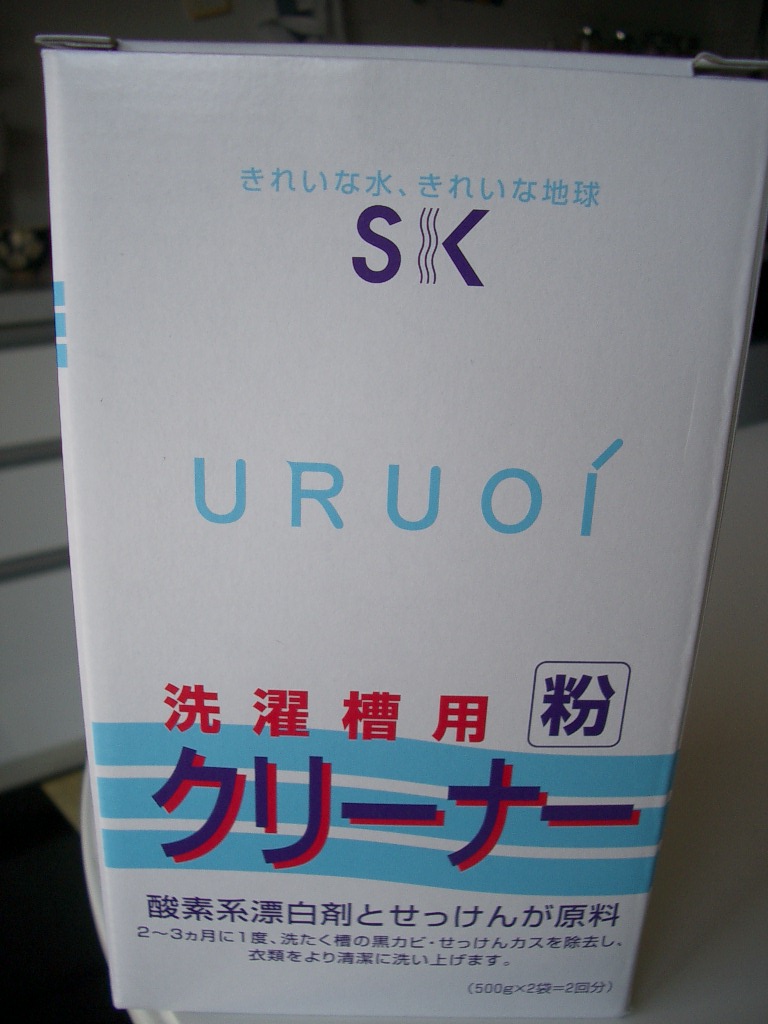 きれいな水、きれいな地球
SK
URUOÍ
洗濯槽用 粉
クリーナー
酸素系漂白剤とせっけんが原料
2〜3ヵ月に1度、洗たく槽の黒カビ・せっけんカスを除去し、
衣類をより清潔に洗い上げます。
(500g×2袋=2回分)